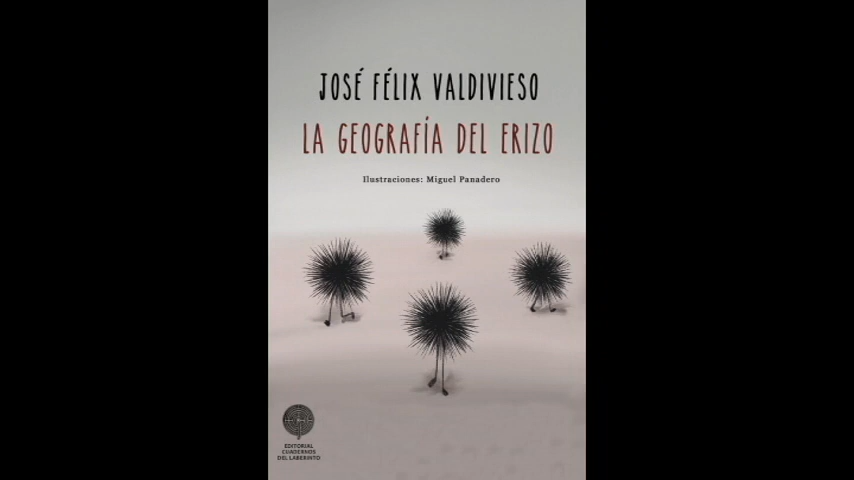 JOSÉ FÉLIX VALDIVIESO
LA GEOGRAFÍA DEL ERIZO
Ilustraciones: Miguel Panadero
EDITORIAL
CUADERNOS
DEL LABERINTO